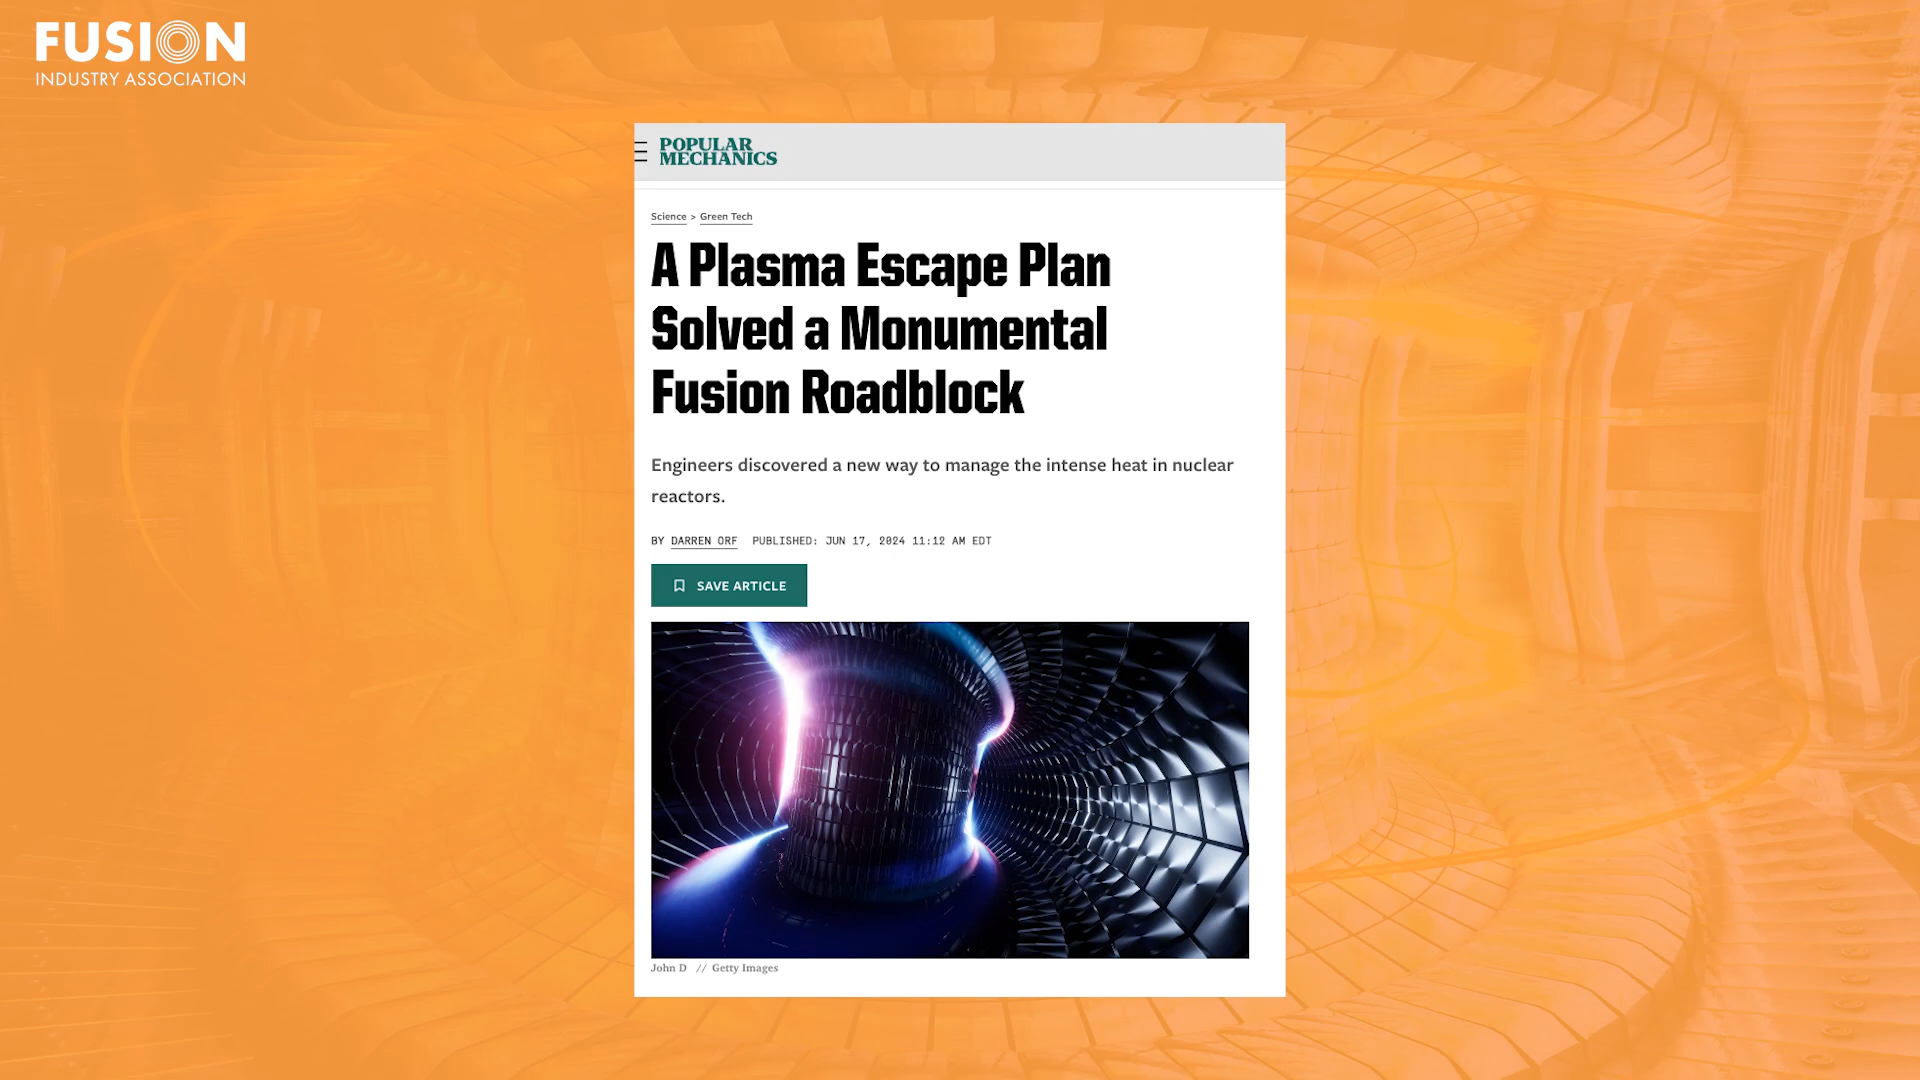 FUSION
INDUSTRY ASSOCIATION
POPULAR
MECHANICS
Science > Green Tech
A Plasma Escape Plan
Solved a Monumental
Fusion Roadblock
Engineers discovered a new way to manage the intense heat in nuclear
reactors.
BY DARREN ORF PUBLISHED: JUN 17, 2024 11:12 AM EDT
SAVE ARTICLE
John D // Getty Images